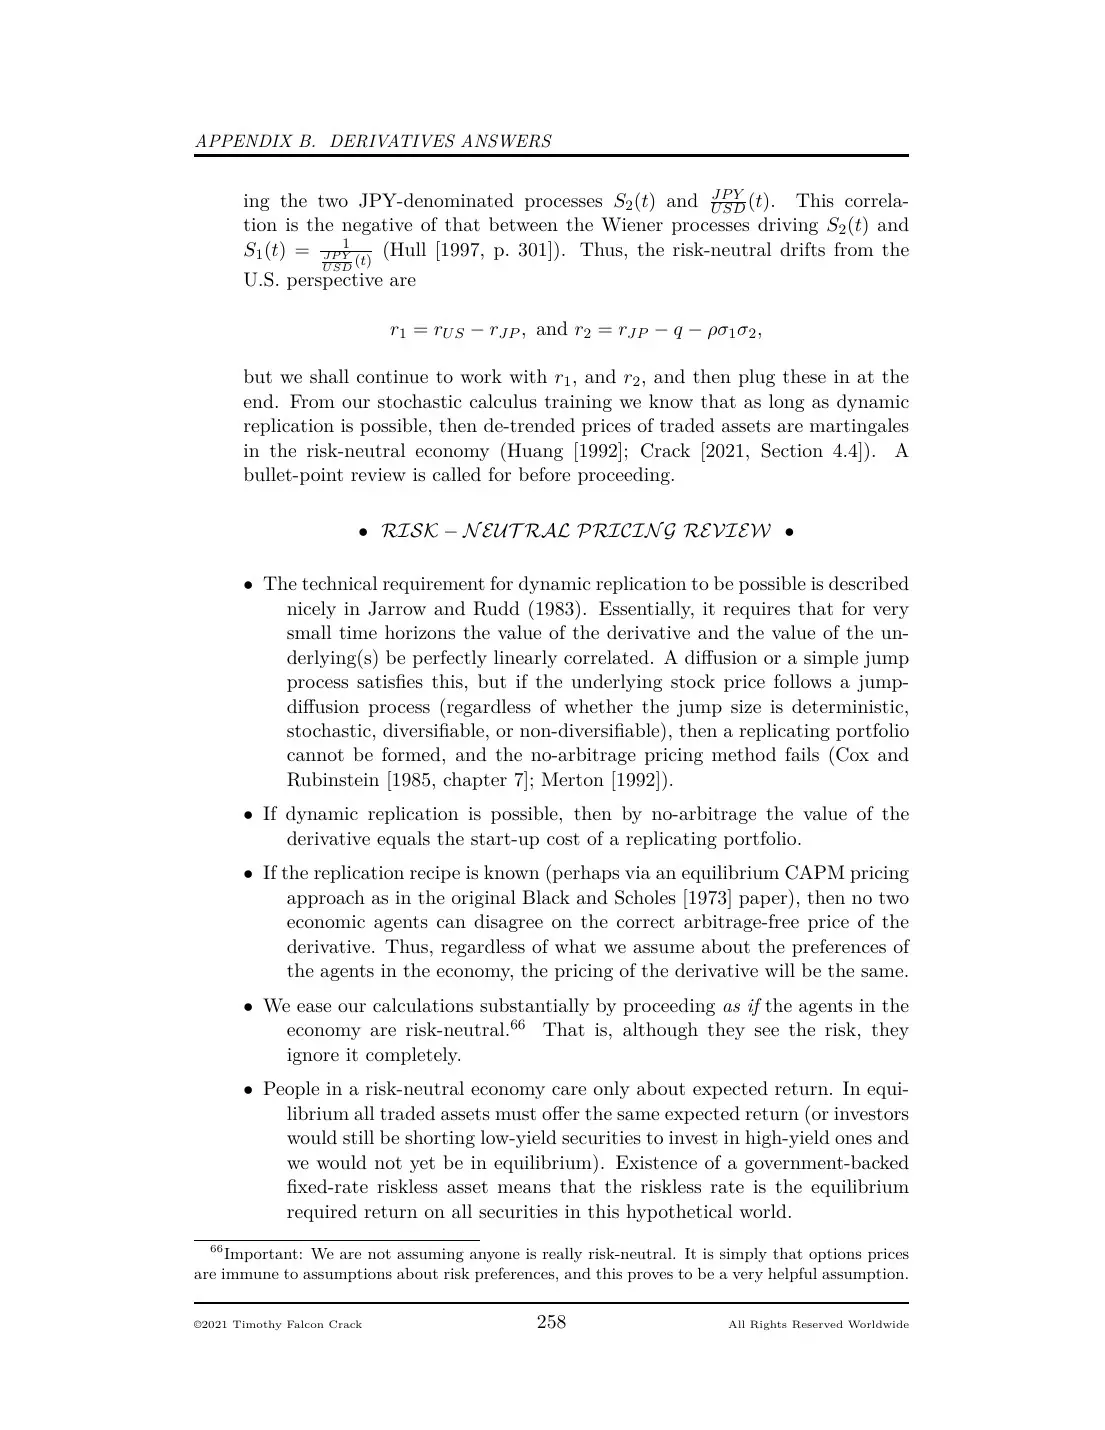 APPENDIX B. DERIVATIVES ANSWERS
ing the two JPY-denominated processes S₂(t) and JPY/USD(t). This correla-
tion is the negative of that between the Wiener processes driving S₂(t) and
S₁(t) = 1/(JPY/USD(t)) (Hull [1997, p. 301]). Thus, the risk-neutral drifts from the
U.S. perspective are
r₁ = r_US − r_JP, and r₂ = r_JP − q − ρσ₁σ₂,
but we shall continue to work with r₁, and r₂, and then plug these in at the
end. From our stochastic calculus training we know that as long as dynamic
replication is possible, then de-trended prices of traded assets are martingales
in the risk-neutral economy (Huang [1992]; Crack [2021, Section 4.4]). A
bullet-point review is called for before proceeding.
• RISK − NEUTRAL PRICING REVIEW •
• The technical requirement for dynamic replication to be possible is described
nicely in Jarrow and Rudd (1983). Essentially, it requires that for very
small time horizons the value of the derivative and the value of the un-
derlying(s) be perfectly linearly correlated. A diffusion or a simple jump
process satisfies this, but if the underlying stock price follows a jump-
diffusion process (regardless of whether the jump size is deterministic,
stochastic, diversifiable, or non-diversifiable), then a replicating portfolio
cannot be formed, and the no-arbitrage pricing method fails (Cox and
Rubinstein [1985, chapter 7]; Merton [1992]).
• If dynamic replication is possible, then by no-arbitrage the value of the
derivative equals the start-up cost of a replicating portfolio.
• If the replication recipe is known (perhaps via an equilibrium CAPM pricing
approach as in the original Black and Scholes [1973] paper), then no two
economic agents can disagree on the correct arbitrage-free price of the
derivative. Thus, regardless of what we assume about the preferences of
the agents in the economy, the pricing of the derivative will be the same.
• We ease our calculations substantially by proceeding as if the agents in the
economy are risk-neutral.⁶⁶ That is, although they see the risk, they
ignore it completely.
• People in a risk-neutral economy care only about expected return. In equi-
librium all traded assets must offer the same expected return (or investors
would still be shorting low-yield securities to invest in high-yield ones and
we would not yet be in equilibrium). Existence of a government-backed
fixed-rate riskless asset means that the riskless rate is the equilibrium
required return on all securities in this hypothetical world.
⁶⁶Important: We are not assuming anyone is really risk-neutral. It is simply that options prices
are immune to assumptions about risk preferences, and this proves to be a very helpful assumption.
©2021 Timothy Falcon Crack 258 All Rights Reserved Worldwide